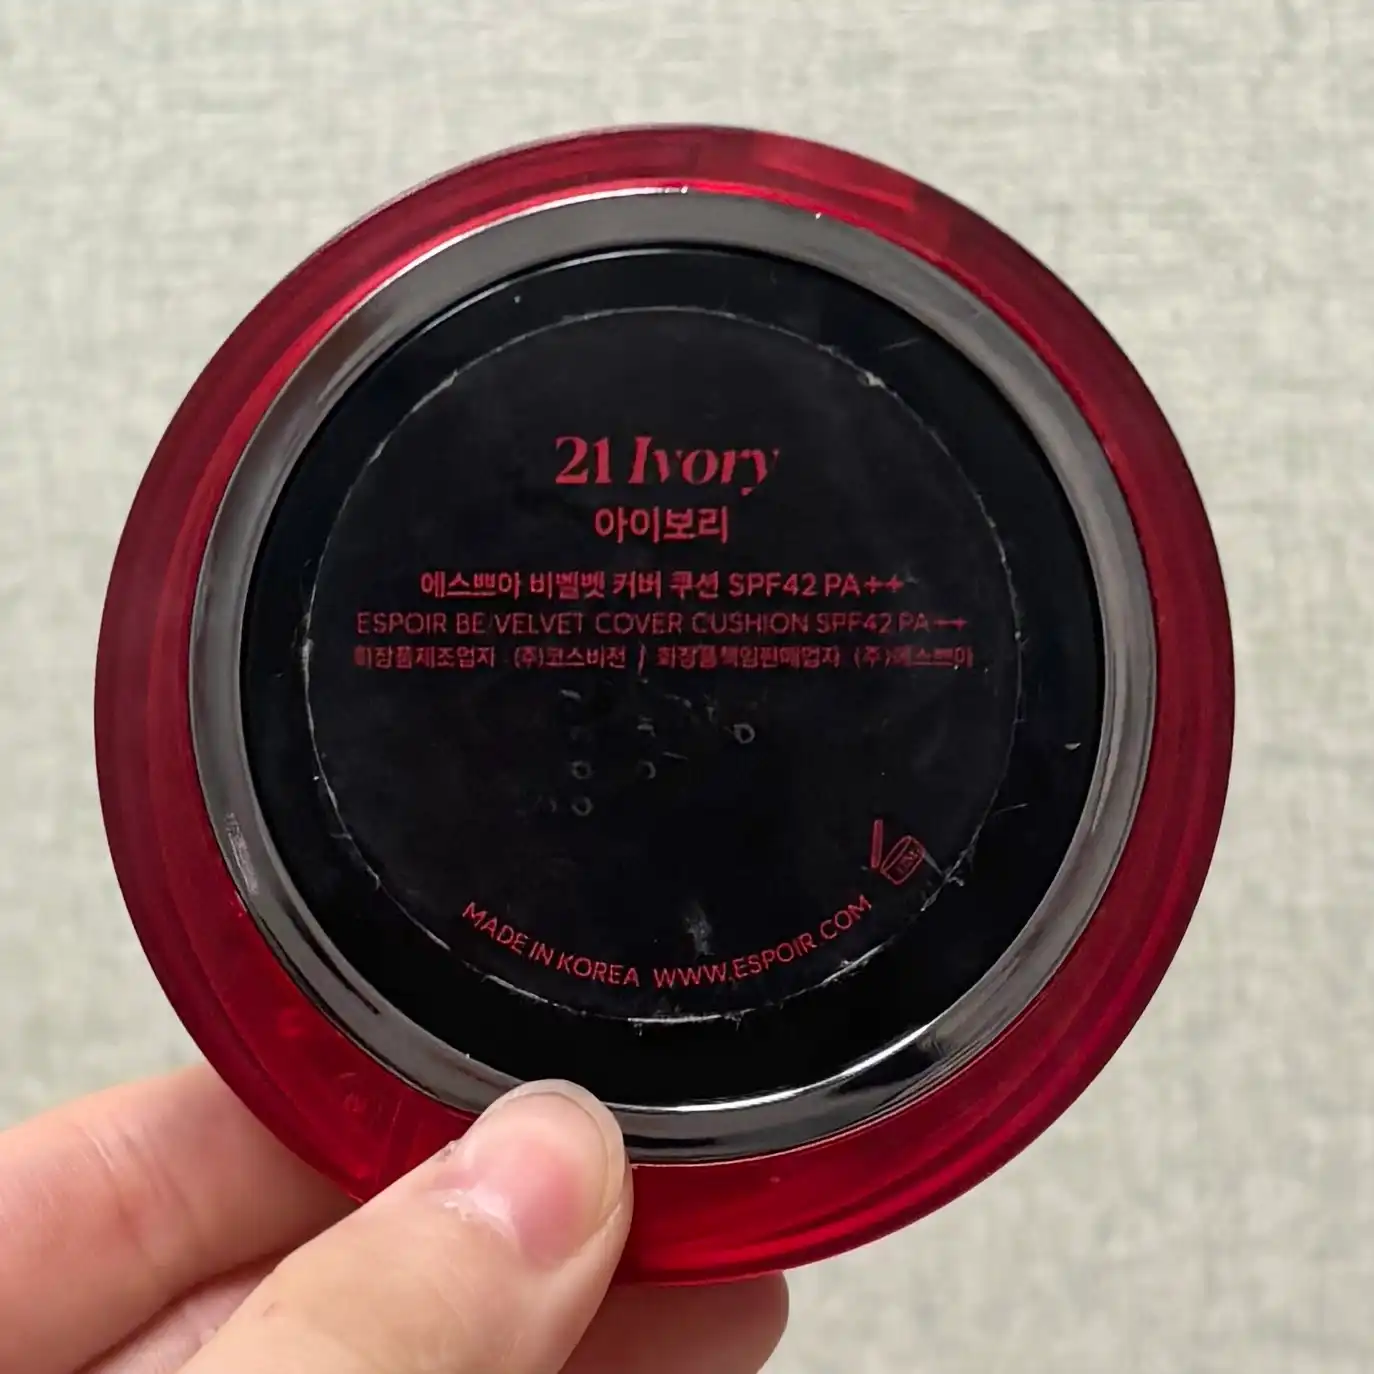 21 Ivory
아이보리
에스쁘아 비벨벳 커버 쿠션 SPF42 PA++
ESPOIR BE VELVET COVER CUSHION SPF42 PA++
화장품제조업자 (주)코스비전 / 화장품책임판매업자 (주)에스쁘아
MADE IN KOREA WWW.ESPOIR.COM